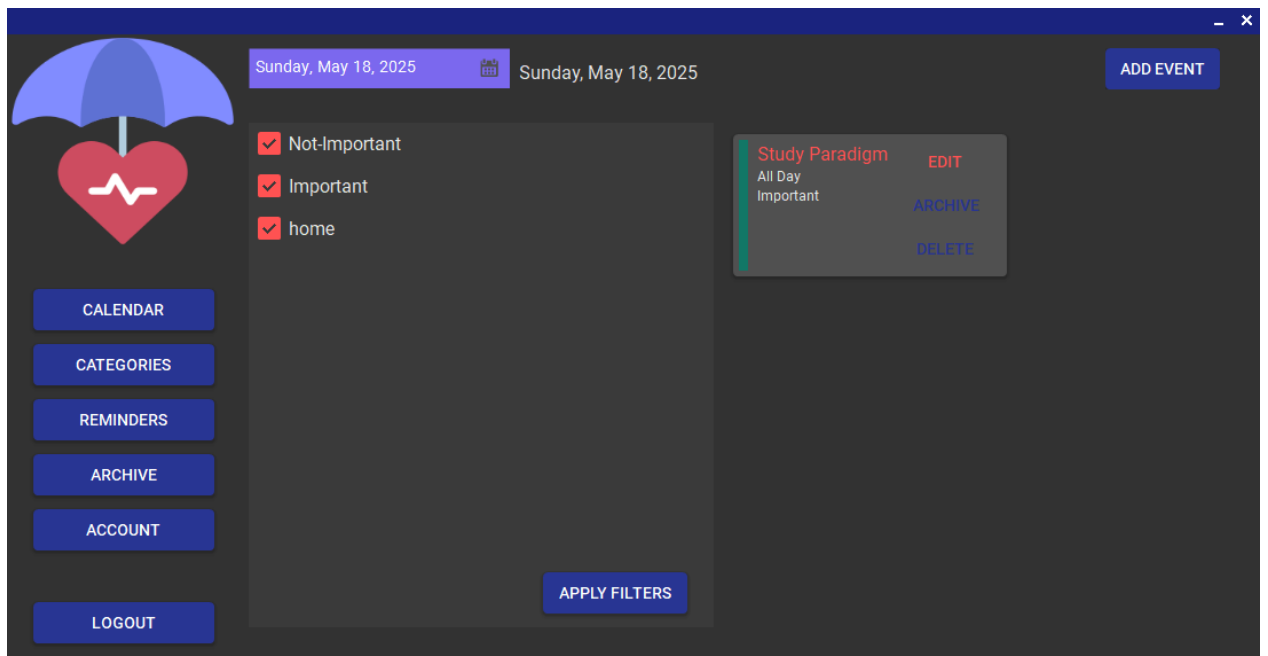 Sunday, May 18, 2025
Sunday, May 18, 2025
ADD EVENT
Not-Important
Important
home
Study Paradigm
All Day
Important
EDIT
ARCHIVE
DELETE
CALENDAR
CATEGORIES
REMINDERS
ARCHIVE
ACCOUNT
LOGOUT
APPLY FILTERS